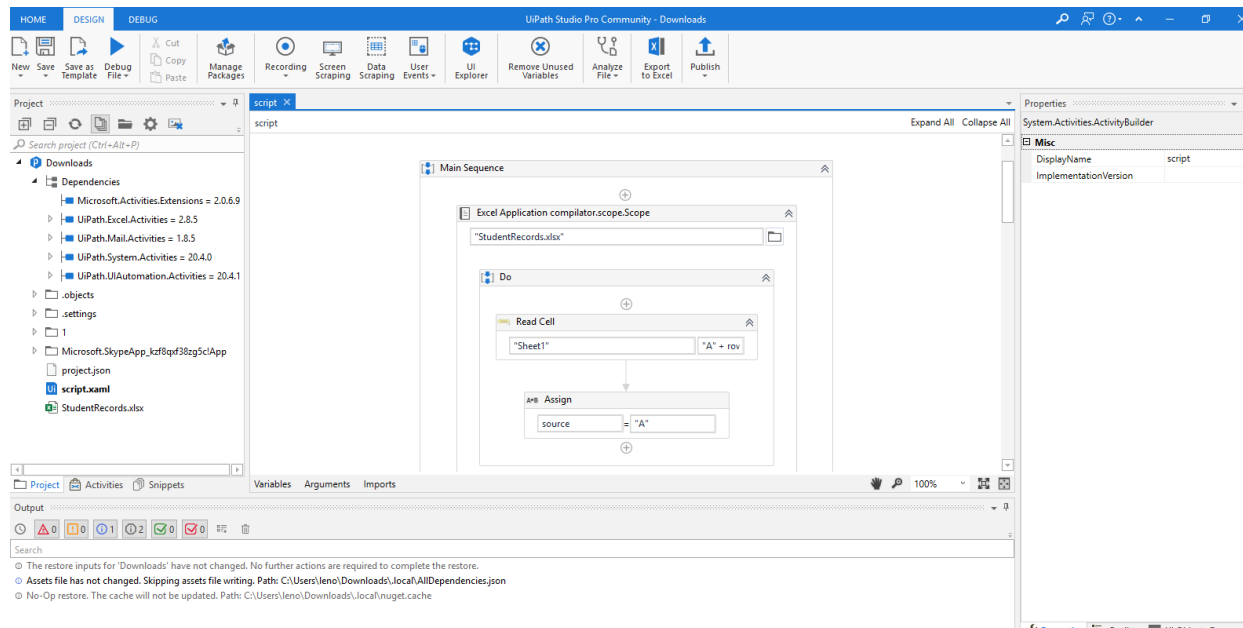 HOME DESIGN DEBUG UiPath Studio Pro Community - Downloads
New Save Save as Template Debug File Cut Copy Paste Manage Packages Recording Screen Scraping Data Scraping User Events UI Explorer Remove Unused Variables Analyze File Export to Excel Publish
Project
Search project (Ctrl+Alt+P)
Downloads
Dependencies
Microsoft.Activities.Extensions = 2.0.6.9
UiPath.Excel.Activities = 2.8.5
UiPath.Mail.Activities = 1.8.5
UiPath.System.Activities = 20.4.0
UiPath.UIAutomation.Activities = 20.4.1
.objects
.settings
1
Microsoft.SkypeApp_kzf8qxf38zg5c!App
project.json
script.xaml
StudentRecords.xlsx
Project Activities Snippets
script
script Expand All Collapse All
Main Sequence
Excel Application compilator.scope.Scope
"StudentRecords.xlsx"
Do
Read Cell
"Sheet1" "A" + rov
A+B Assign
source = "A"
Variables Arguments Imports 100%
Properties
System.Activities.ActivityBuilder
Misc
DisplayName script
ImplementationVersion
Output
0 0 1 2 0 0
Search
The restore inputs for 'Downloads' have not changed. No further actions are required to complete the restore.
Assets file has not changed. Skipping assets file writing. Path: C:\Users\leno\Downloads\.local\AllDependencies.json
No-Op restore. The cache will not be updated. Path: C:\Users\leno\Downloads\.local\nuget.cache